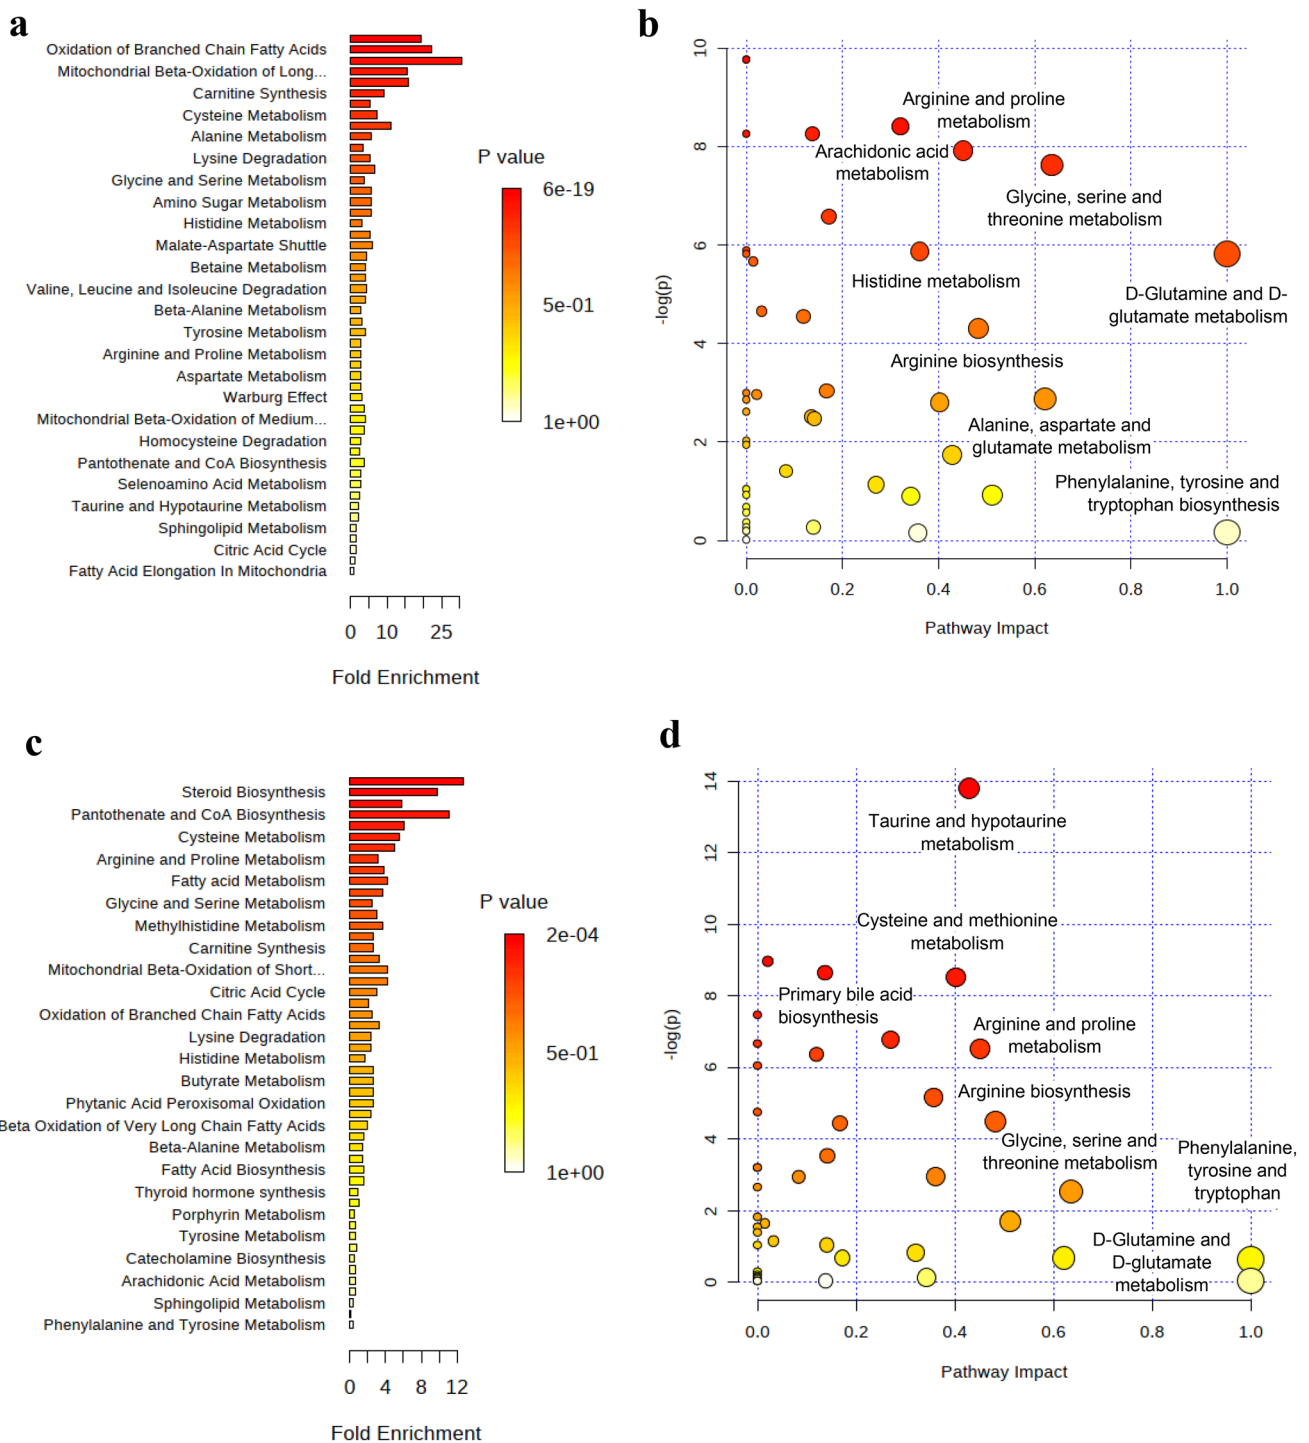 a
Oxidation of Branched Chain Fatty Acids
Mitochondrial Beta-Oxidation of Long...
Carnitine Synthesis
Cysteine Metabolism
Alanine Metabolism
Lysine Degradation
Glycine and Serine Metabolism
Amino Sugar Metabolism
Histidine Metabolism
Malate-Aspartate Shuttle
Betaine Metabolism
Valine, Leucine and Isoleucine Degradation
Beta-Alanine Metabolism
Tyrosine Metabolism
Arginine and Proline Metabolism
Aspartate Metabolism
Warburg Effect
Mitochondrial Beta-Oxidation of Medium...
Homocysteine Degradation
Pantothenate and CoA Biosynthesis
Selenoamino Acid Metabolism
Taurine and Hypotaurine Metabolism
Sphingolipid Metabolism
Citric Acid Cycle
Fatty Acid Elongation In Mitochondria
0 10 25
Fold Enrichment
P value
6e-19
5e-01
1e+00
b
10
8
6
4
2
0
-log(p)
Arginine and proline
metabolism
Arachidonic acid
metabolism
Glycine, serine and
threonine metabolism
Histidine metabolism
D-Glutamine and D-
glutamate metabolism
Arginine biosynthesis
Alanine, aspartate and
glutamate metabolism
Phenylalanine, tyrosine and
tryptophan biosynthesis
0.0 0.2 0.4 0.6 0.8 1.0
Pathway Impact
c
Steroid Biosynthesis
Pantothenate and CoA Biosynthesis
Cysteine Metabolism
Arginine and Proline Metabolism
Fatty acid Metabolism
Glycine and Serine Metabolism
Methylhistidine Metabolism
Carnitine Synthesis
Mitochondrial Beta-Oxidation of Short...
Citric Acid Cycle
Oxidation of Branched Chain Fatty Acids
Lysine Degradation
Histidine Metabolism
Butyrate Metabolism
Phytanic Acid Peroxisomal Oxidation
Beta Oxidation of Very Long Chain Fatty Acids
Beta-Alanine Metabolism
Fatty Acid Biosynthesis
Thyroid hormone synthesis
Porphyrin Metabolism
Tyrosine Metabolism
Catecholamine Biosynthesis
Arachidonic Acid Metabolism
Sphingolipid Metabolism
Phenylalanine and Tyrosine Metabolism
0 4 8 12
Fold Enrichment
P value
2e-04
5e-01
1e+00
d
14
12
10
8
6
4
2
0
-log(p)
Taurine and hypotaurine
metabolism
Cysteine and methionine
metabolism
Primary bile acid
biosynthesis
Arginine and proline
metabolism
Arginine biosynthesis
Glycine, serine and
threonine metabolism
Phenylalanine,
tyrosine and
tryptophan
D-Glutamine and
D-glutamate
metabolism
0.0 0.2 0.4 0.6 0.8 1.0
Pathway Impact